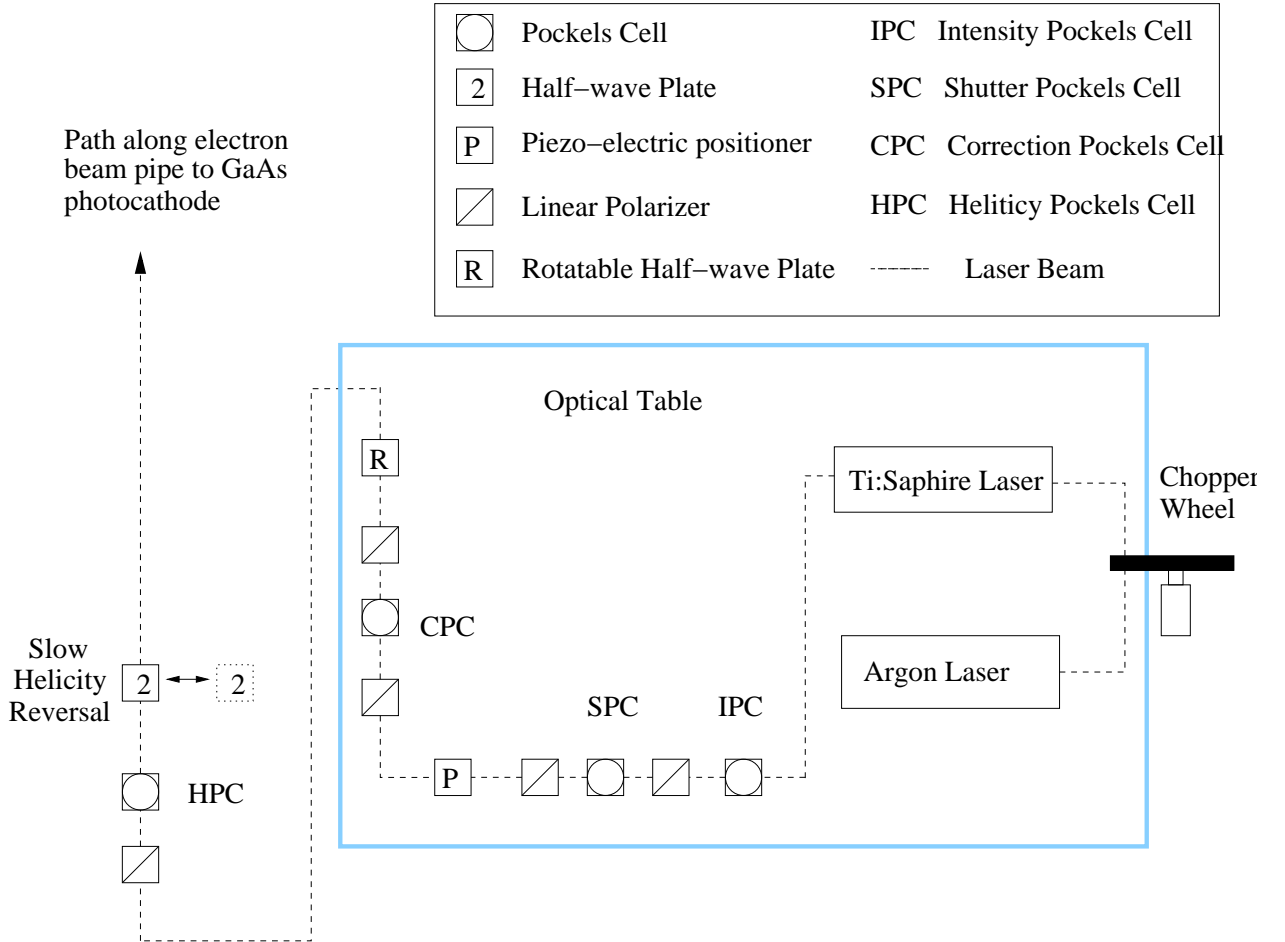 Pockels Cell
IPC Intensity Pockels Cell
2 Half−wave Plate
SPC Shutter Pockels Cell
P Piezo−electric positioner
CPC Correction Pockels Cell
Linear Polarizer
HPC Heliticy Pockels Cell
R Rotatable Half−wave Plate
Laser Beam
Path along electron
beam pipe to GaAs
photocathode
Optical Table
R
Ti:Saphire Laser
Chopper
Wheel
CPC
Argon Laser
Slow
Helicity
Reversal
2
2
SPC
IPC
P
HPC